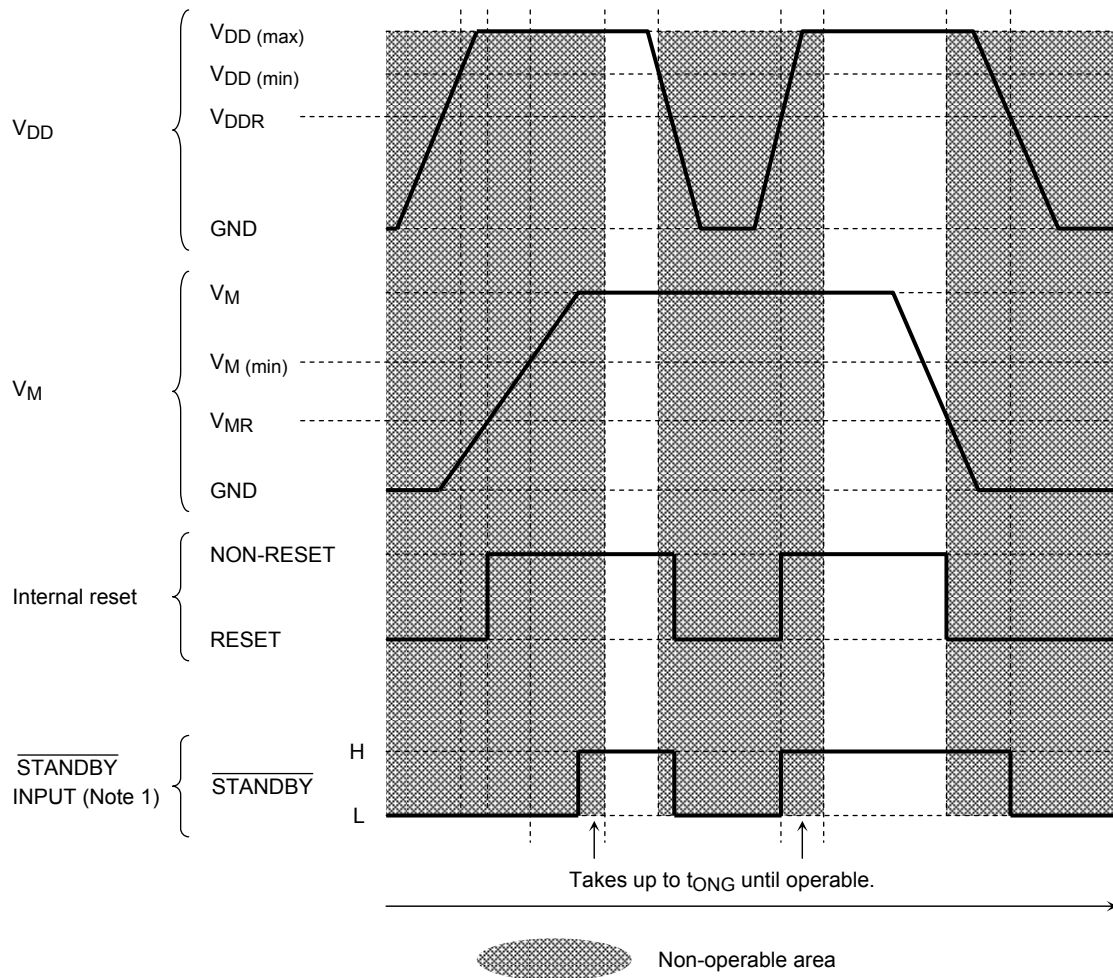 VDD (max)
VDD (min)
VDD
VDDR
GND
VM
VM (min)
VM
VMR
GND
NON-RESET
Internal reset
RESET
H
STANDBY
INPUT (Note 1)
STANDBY
L
Takes up to tONG until operable.
Non-operable area